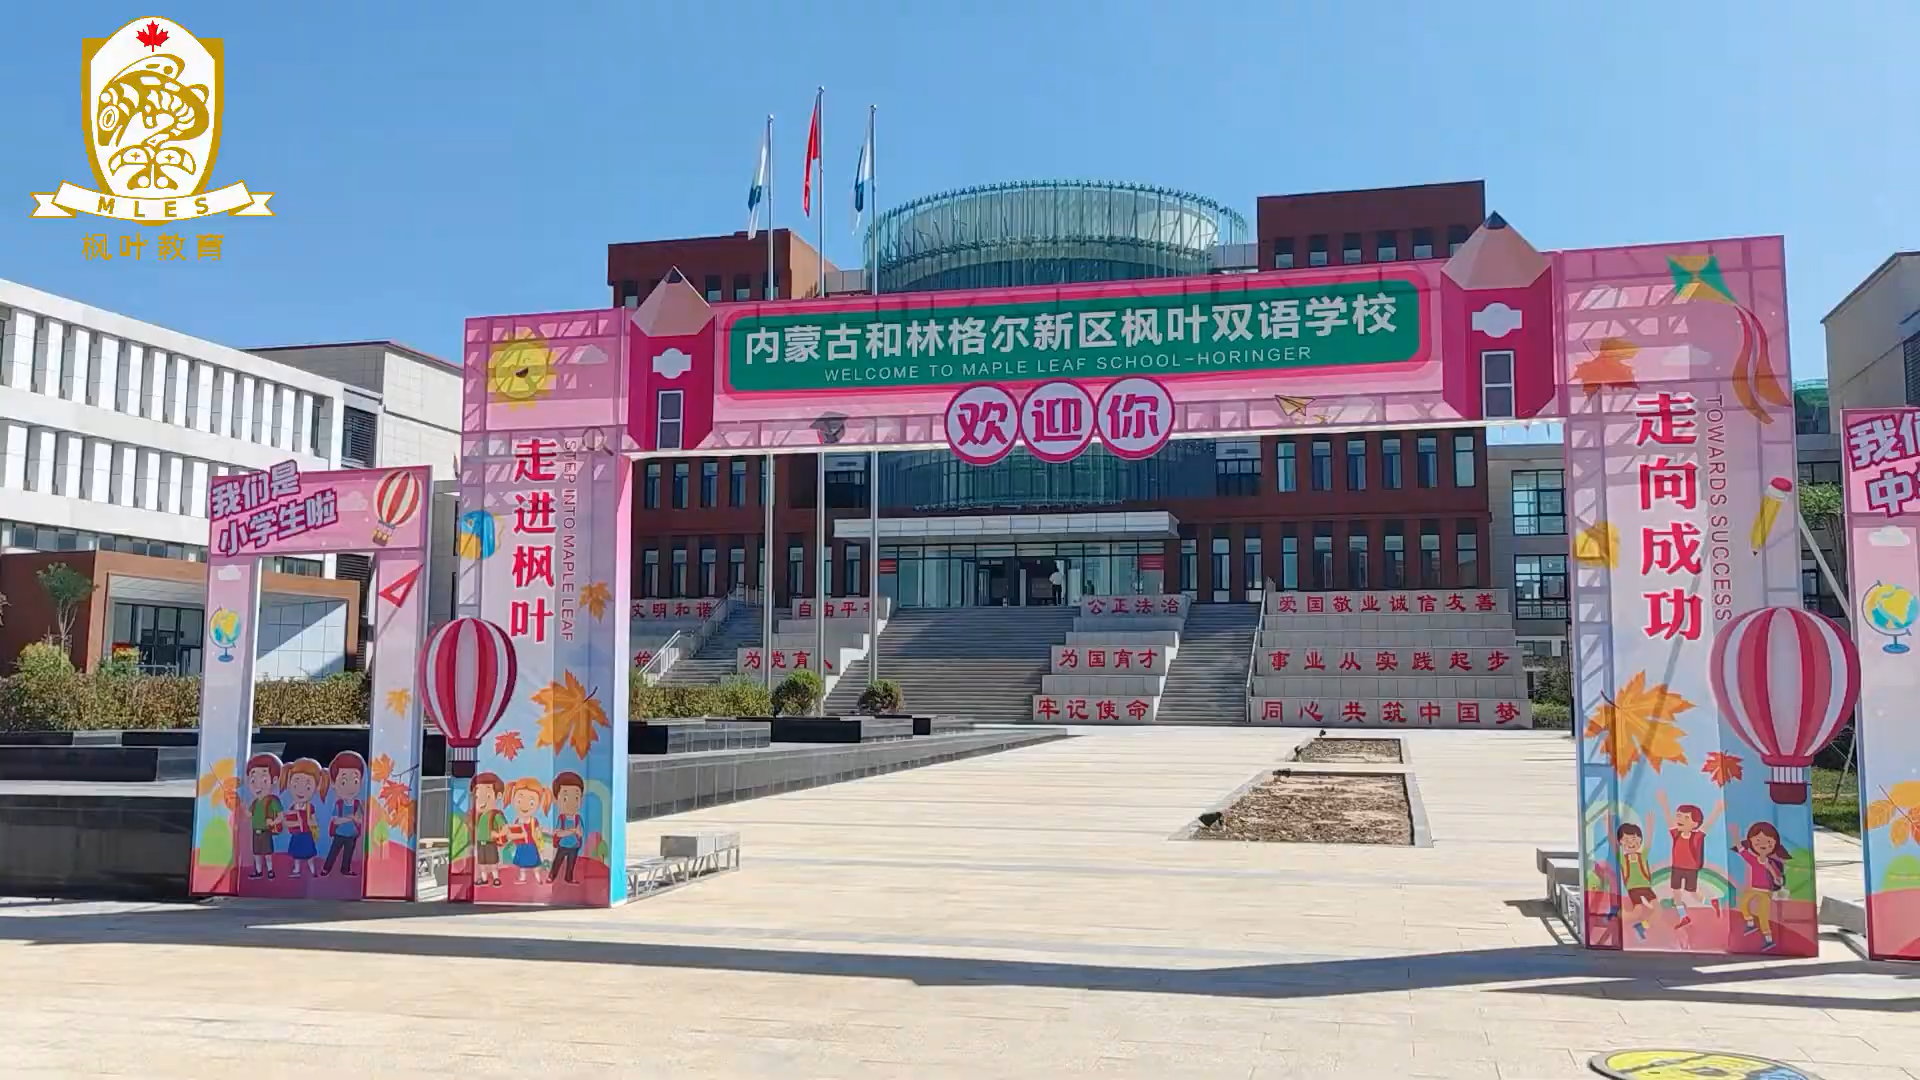 MLES
枫叶教育
内蒙古和林格尔新区枫叶双语学校
WELCOME TO MAPLE LEAF SCHOOL-HORINGER
欢迎你
我们是
小学生啦
走进枫叶
STEP INTO MAPLE LEAF
走向成功
TOWARDS SUCCESS
我们
中
文明和谐
自由平等
公正法治
爱国敬业诚信友善
为党育人
为国育才
事业从实践起步
牢记使命
同心共筑中国梦